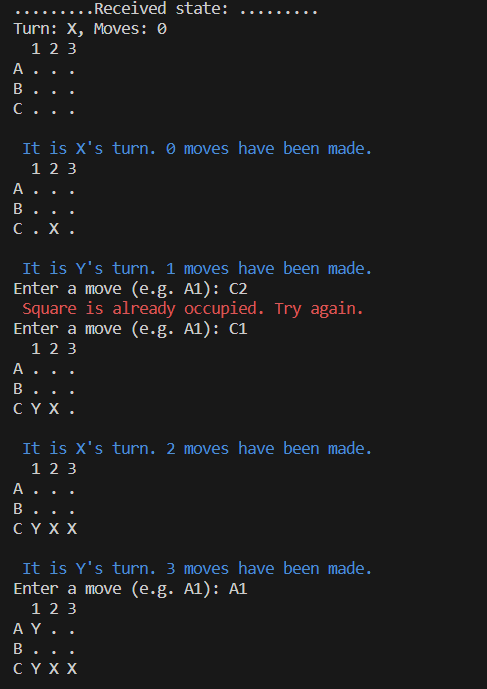 .........Received state: .........
Turn: X, Moves: 0
  1 2 3
A . . .
B . . .
C . . .

 It is X's turn. 0 moves have been made.
  1 2 3
A . . .
B . . .
C . X .

 It is Y's turn. 1 moves have been made.
Enter a move (e.g. A1): C2
 Square is already occupied. Try again.
Enter a move (e.g. A1): C1
  1 2 3
A . . .
B . . .
C Y X .

 It is X's turn. 2 moves have been made.
  1 2 3
A . . .
B . . .
C Y X X

 It is Y's turn. 3 moves have been made.
Enter a move (e.g. A1): A1
  1 2 3
A Y . .
B . . .
C Y X X